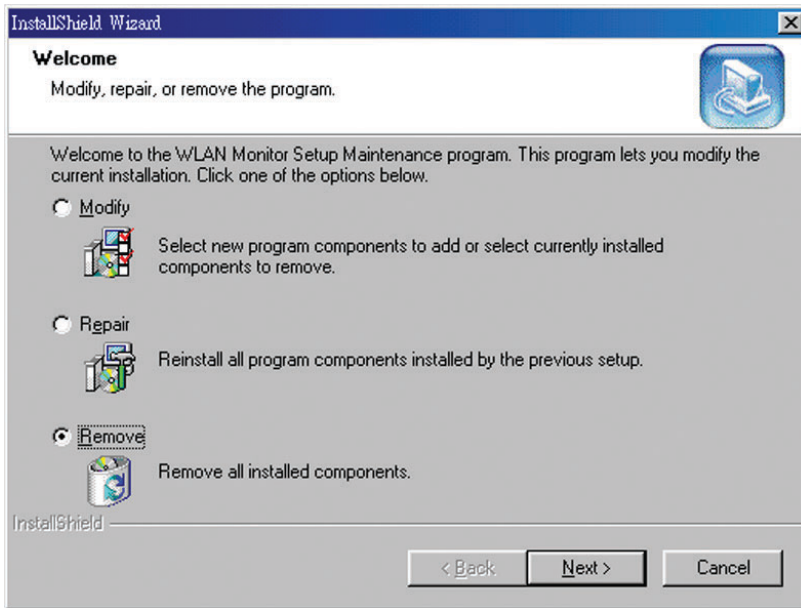 InstallShield Wizard
Welcome
Modify, repair, or remove the program.
Welcome to the WLAN Monitor Setup Maintenance program. This program lets you modify the
current installation. Click one of the options below.
Modify
Select new program components to add or select currently installed
components to remove.
Repair
Reinstall all program components installed by the previous setup.
Remove
Remove all installed components.
InstallShield
< Back
Next >
Cancel